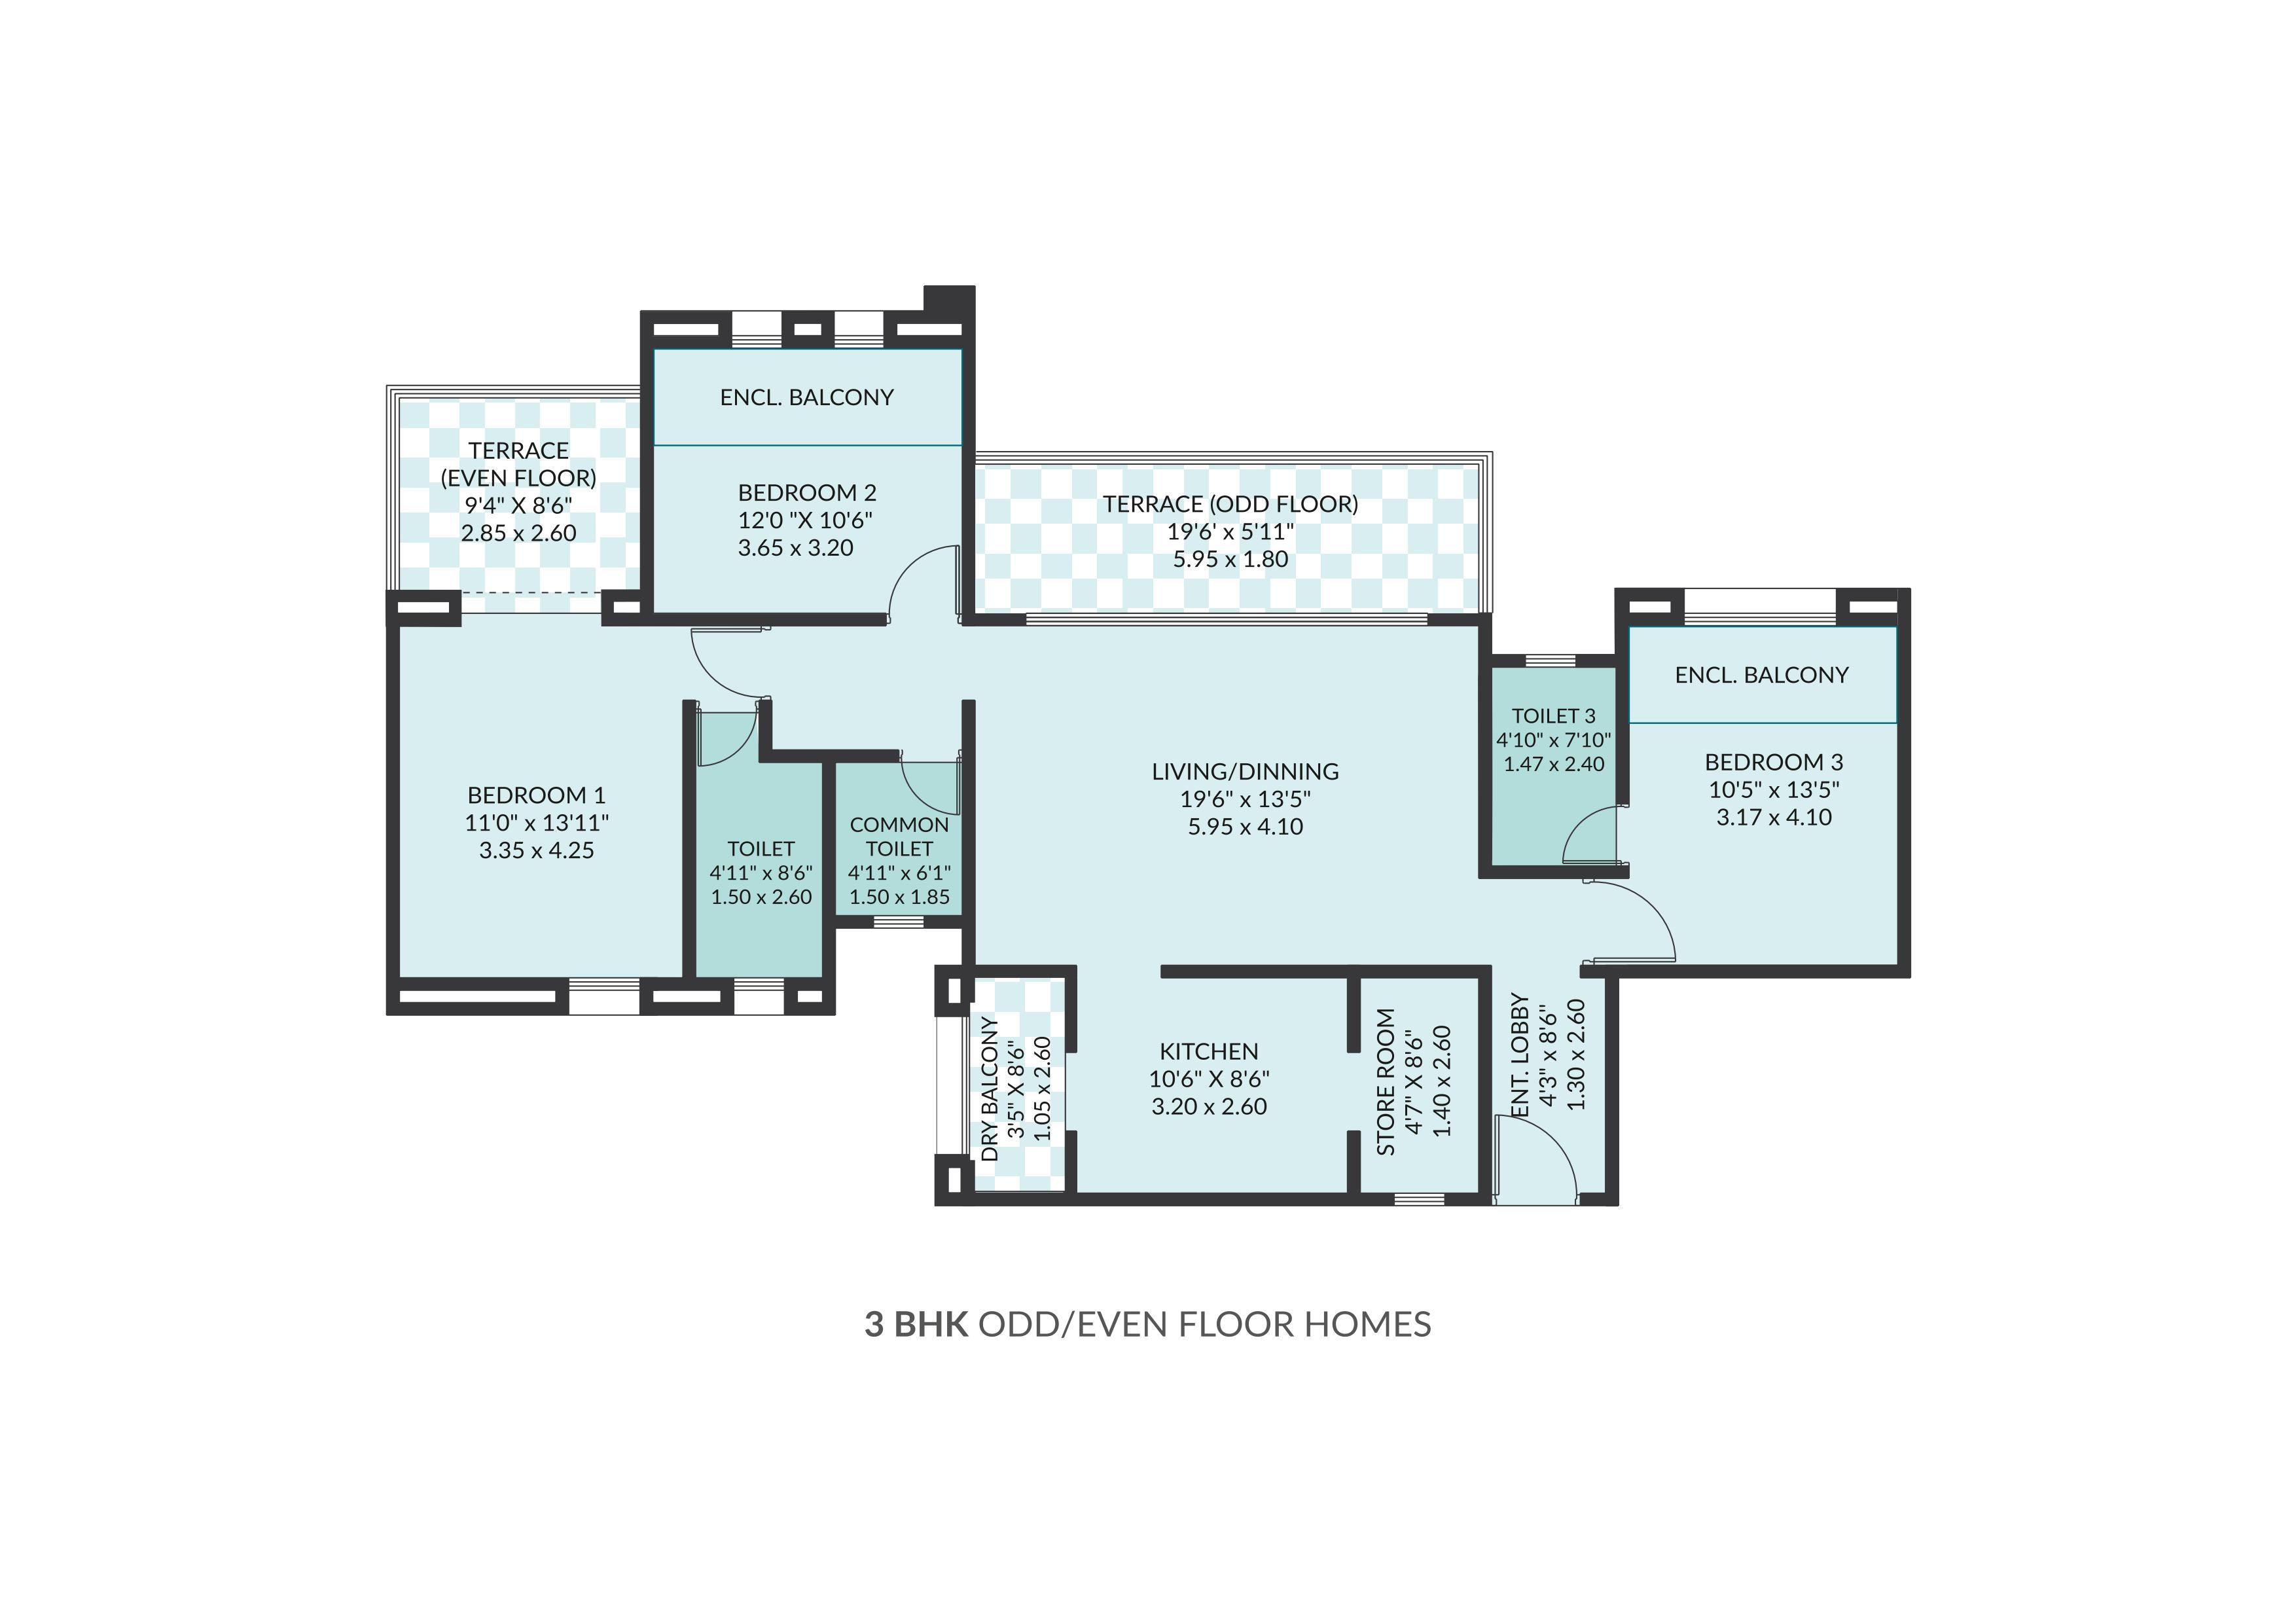 ENCL. BALCONY
TERRACE
(EVEN FLOOR)
9'4" X 8'6"
2.85 x 2.60
BEDROOM 2
12'0 "X 10'6"
3.65 x 3.20
TERRACE (ODD FLOOR)
19'6' x 5'11"
5.95 x 1.80
ENCL. BALCONY
TOILET 3
4'10" x 7'10"
1.47 x 2.40
BEDROOM 3
10'5" x 13'5"
3.17 x 4.10
LIVING/DINNING
19'6" x 13'5"
5.95 x 4.10
BEDROOM 1
11'0" x 13'11"
3.35 x 4.25
TOILET
4'11" x 8'6"
1.50 x 2.60
COMMON
TOILET
4'11" x 6'1"
1.50 x 1.85
DRY BALCONY
3'5" X 8'6"
1.05 x 2.60
KITCHEN
10'6" X 8'6"
3.20 x 2.60
STORE ROOM
4'7" X 8'6"
1.40 x 2.60
ENT. LOBBY
4'3" x 8'6"
1.30 x 2.60
3 BHK ODD/EVEN FLOOR HOMES